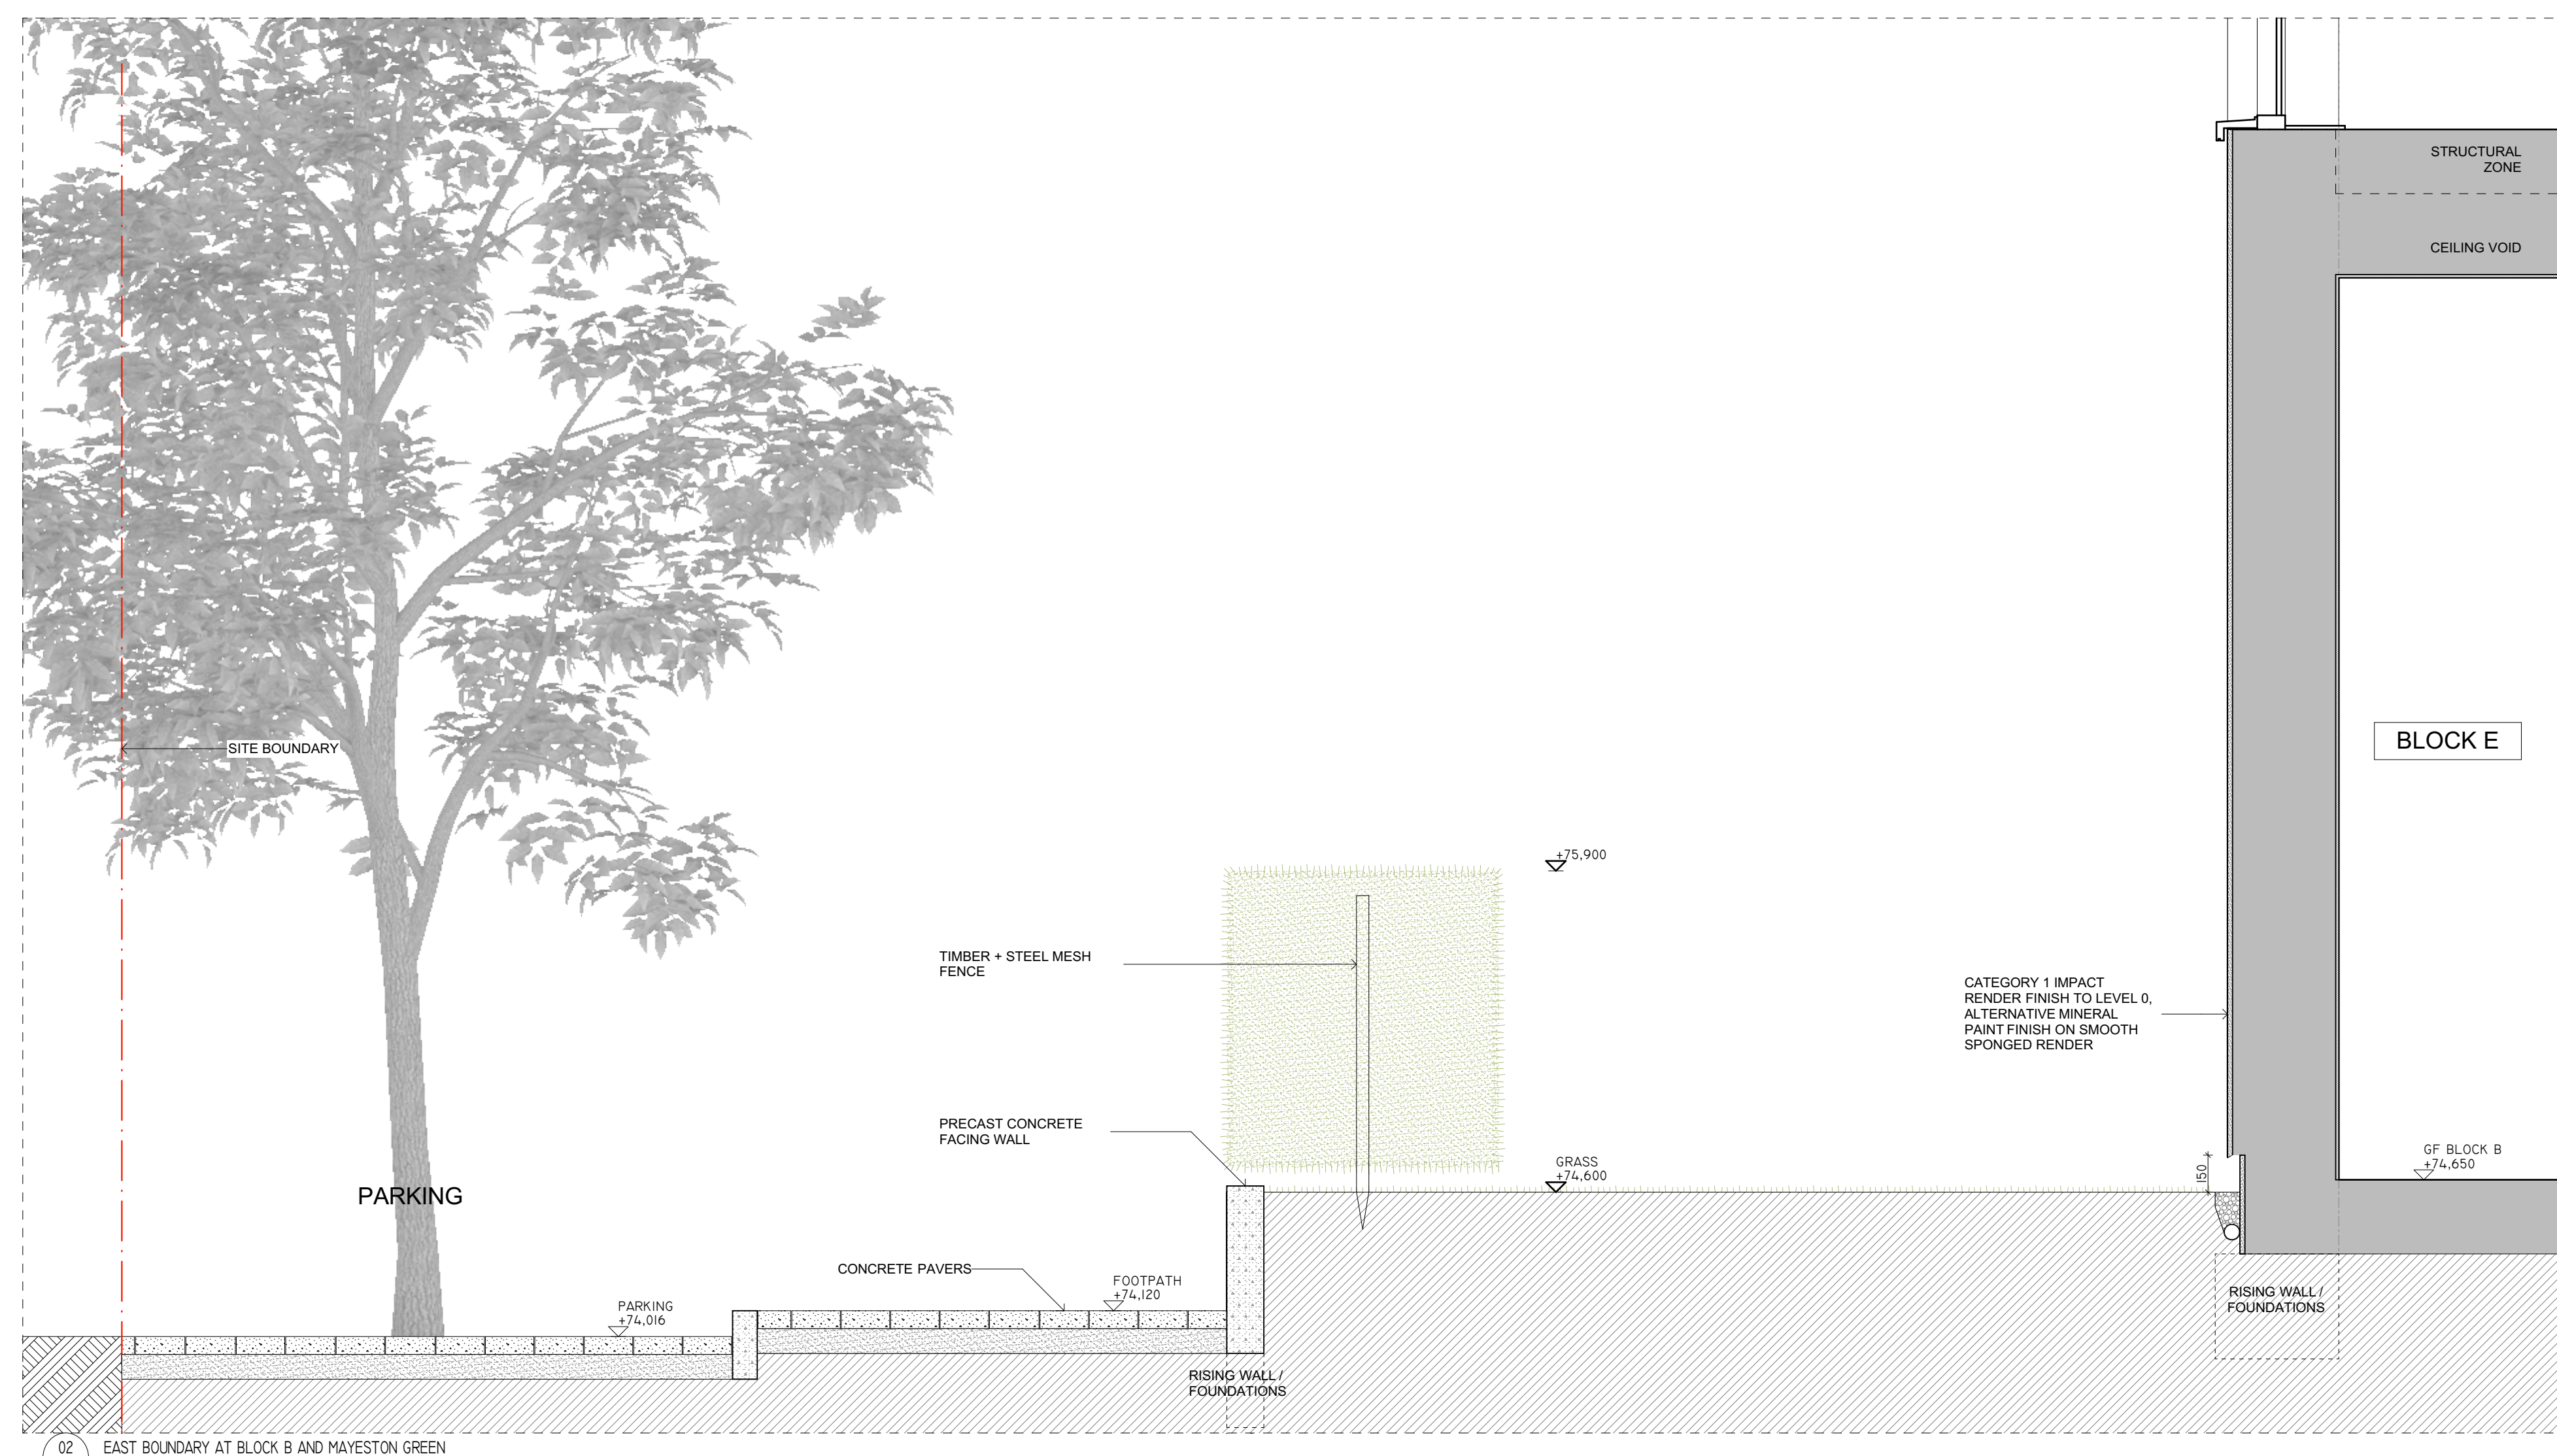 STRUCTURAL
ZONE
CEILING VOID
SITE BOUNDARY
BLOCK E
+75,900
TIMBER + STEEL MESH
FENCE
CATEGORY 1 IMPACT
RENDER FINISH TO LEVEL 0,
ALTERNATIVE MINERAL
PAINT FINISH ON SMOOTH
SPONGED RENDER
PRECAST CONCRETE
FACING WALL
GRASS
+74,600
150
GF BLOCK B
+74,650
PARKING
CONCRETE PAVERS
FOOTPATH
+74,120
PARKING
+74,016
RISING WALL /
FOUNDATIONS
RISING WALL /
FOUNDATIONS
02 EAST BOUNDARY AT BLOCK B AND MAYESTON GREEN